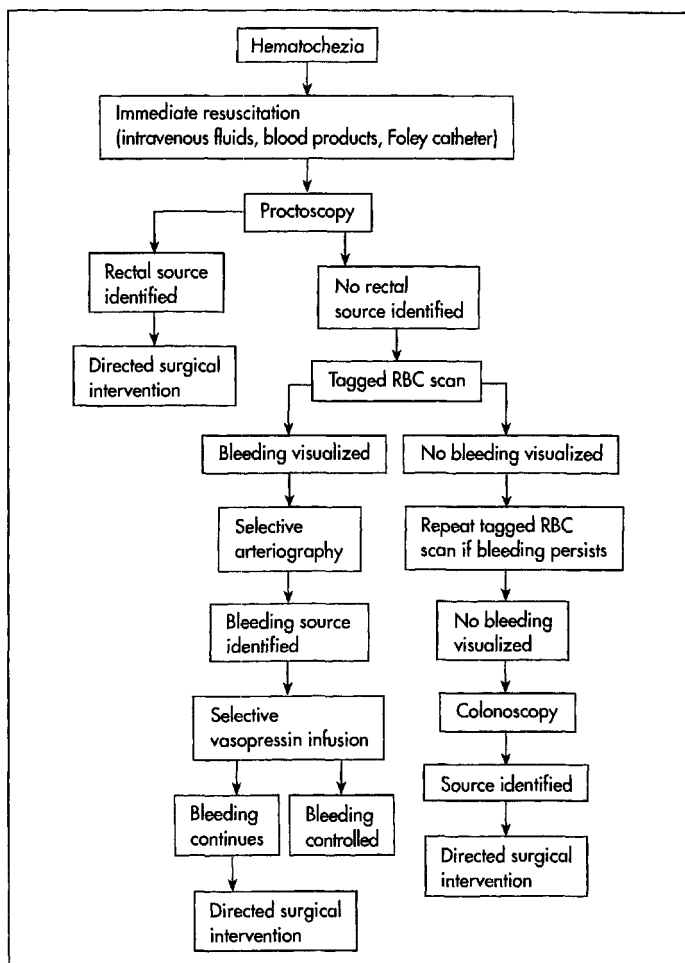 Hematochezia
Immediate resuscitation
(intravenous fluids, blood products, Foley catheter)
Proctoscopy
Rectal source
identified
No rectal
source identified
Directed surgical
intervention
Tagged RBC scan
Bleeding visualized
No bleeding visualized
Selective
arteriography
Repeat tagged RBC
scan if bleeding persists
Bleeding source
identified
No bleeding
visualized
Selective
vasopressin infusion
Colonoscopy
Bleeding
continues
Bleeding
controlled
Source identified
Directed surgical
intervention
Directed surgical
intervention